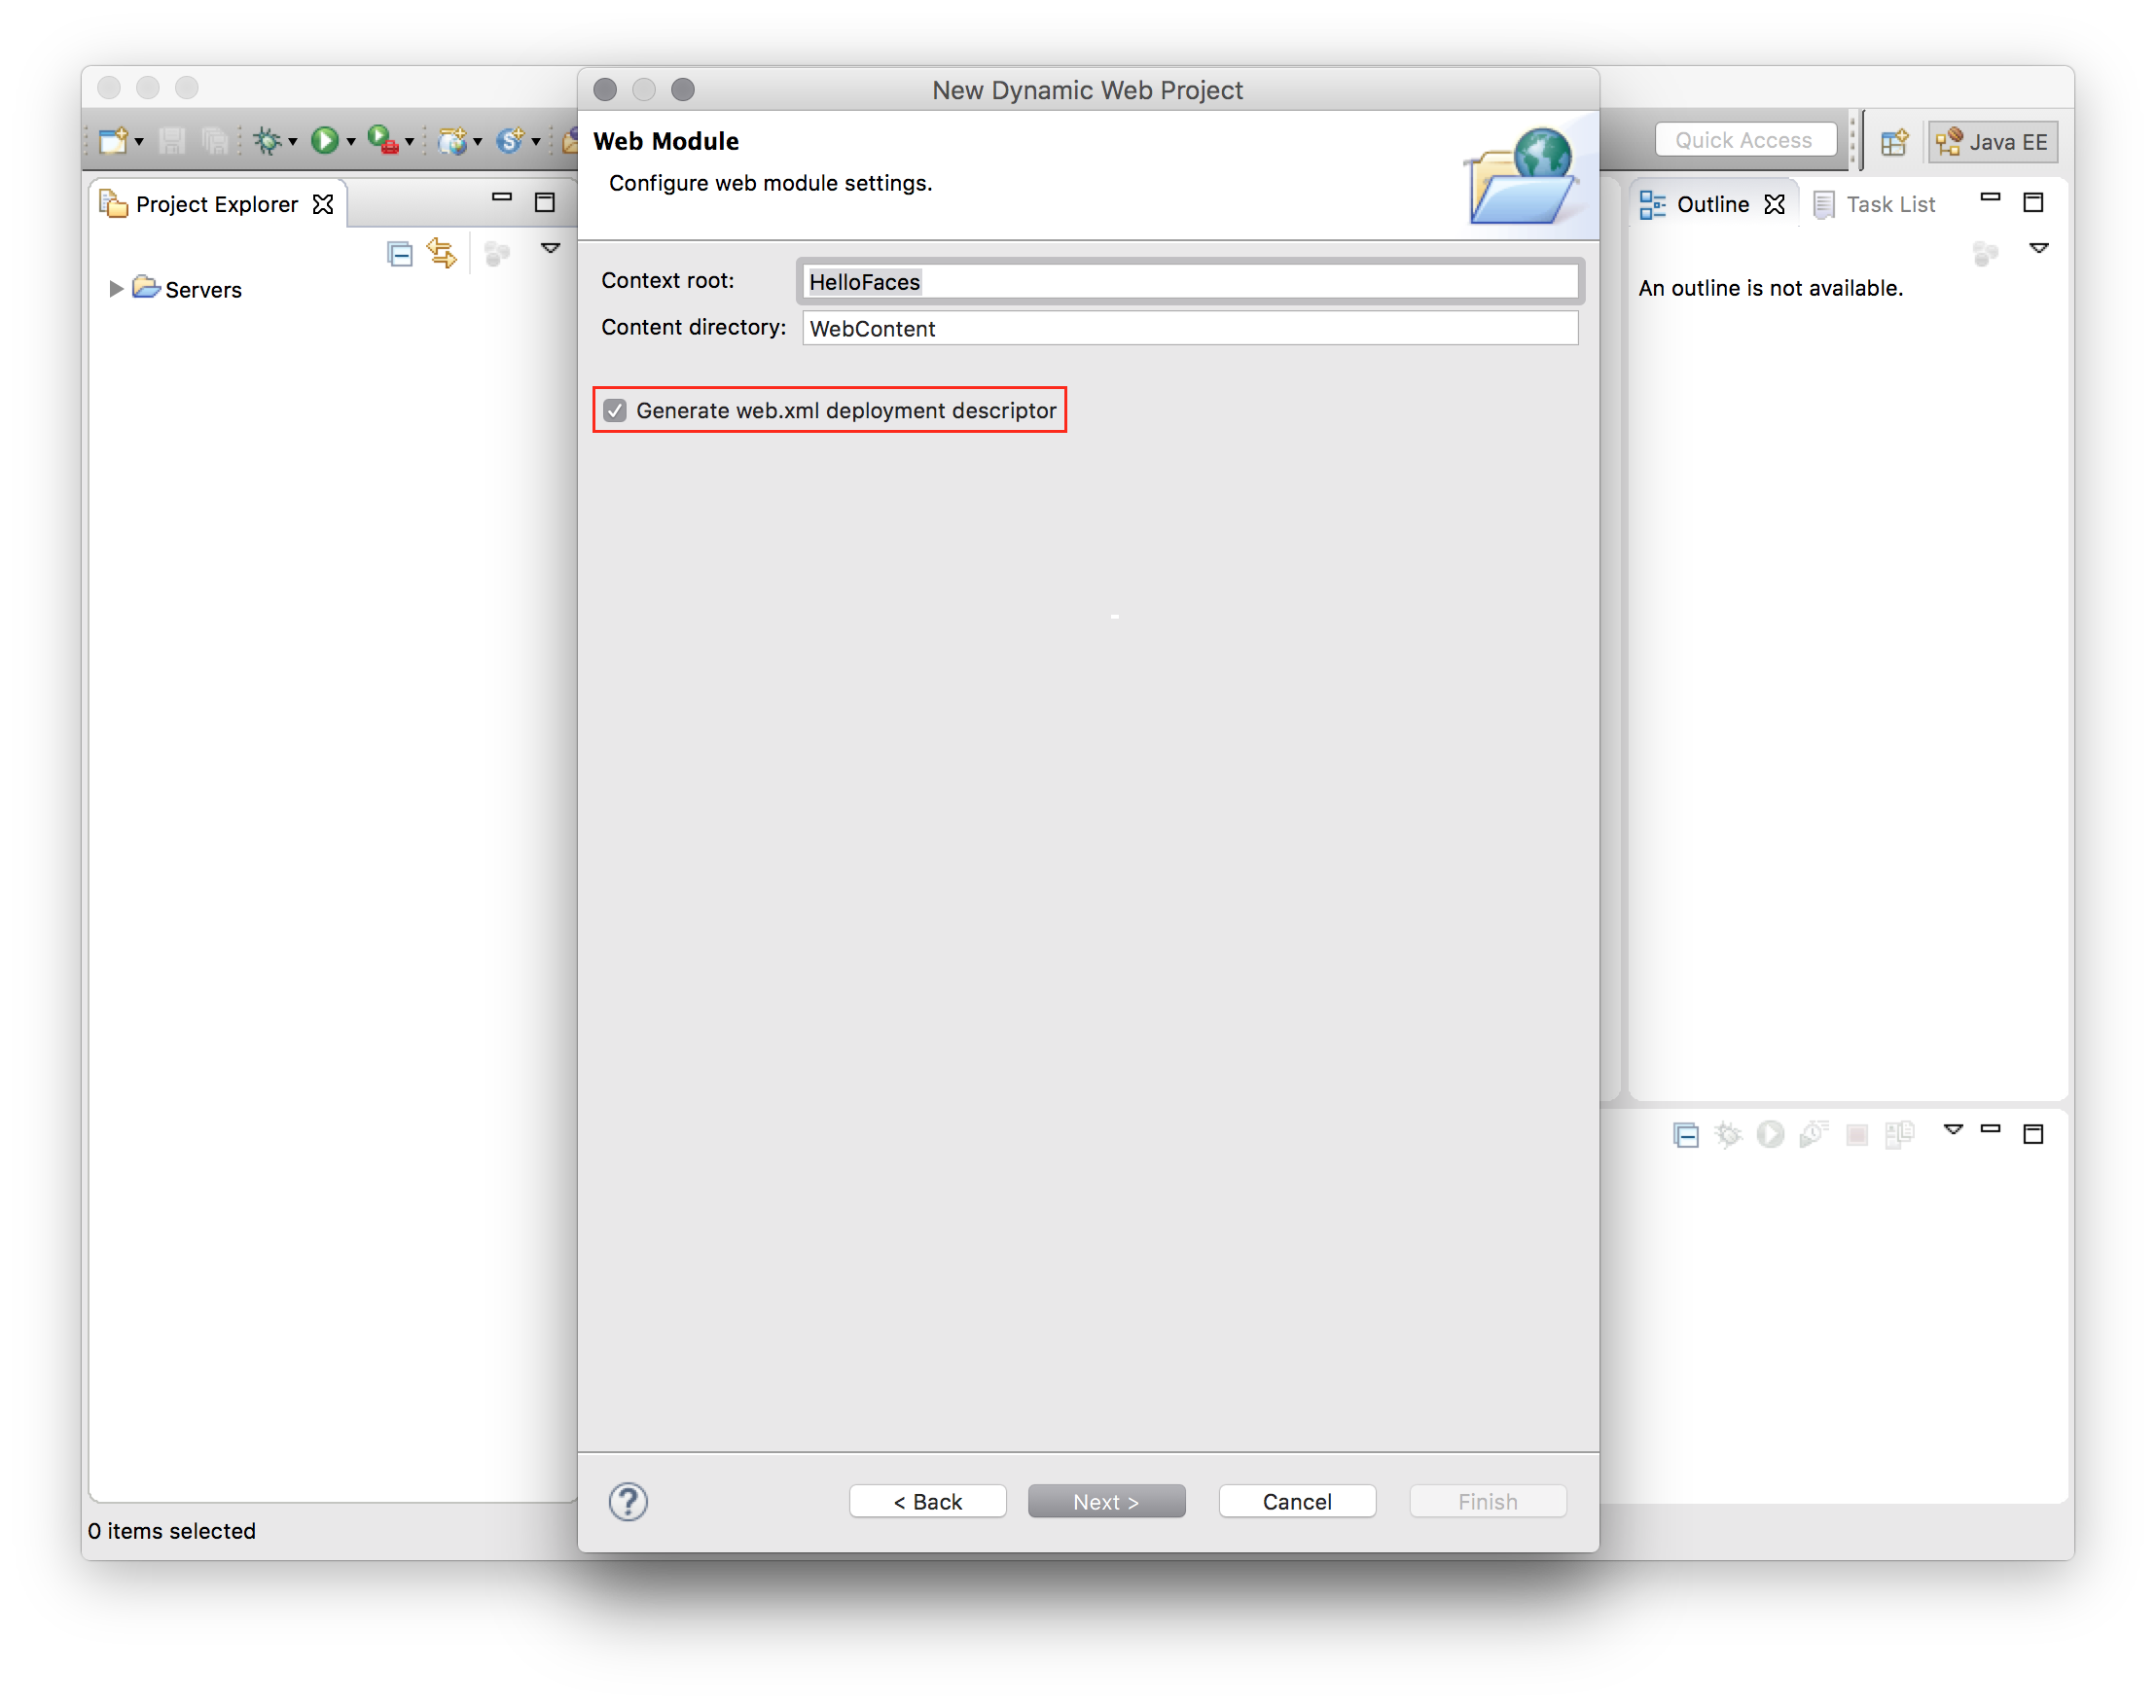 New Dynamic Web Project
Quick Access
Java EE
Web Module
Configure web module settings.
Project Explorer
Servers
Context root: HelloFaces
Content directory: WebContent
Generate web.xml deployment descriptor
Outline
Task List
An outline is not available.
? < Back Next > Cancel Finish
0 items selected